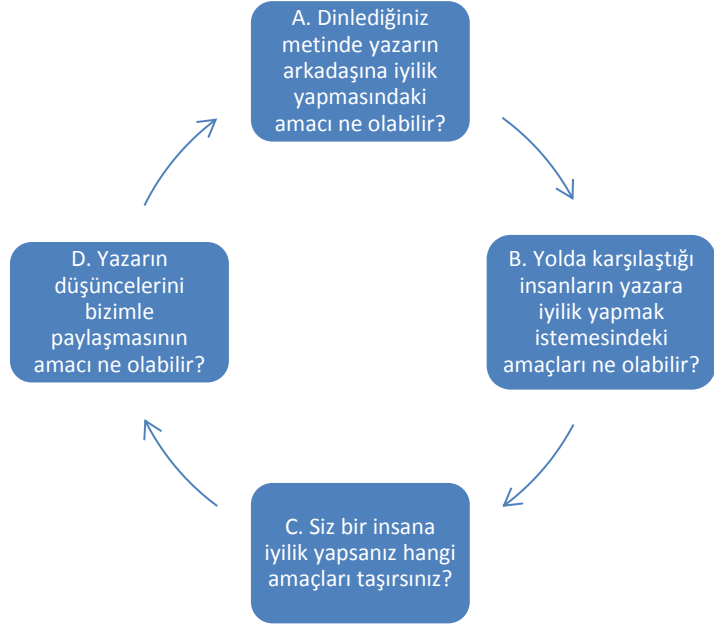 A. Dinlediğiniz
metinde yazarın
arkadaşına iyilik
yapmasındaki
amacı ne olabilir?
B. Yolda karşılaştığı
insanların yazara
iyilik yapmak
istemesindeki
amaçları ne olabilir?
C. Siz bir insana
iyilik yapsanız hangi
amaçları taşırsınız?
D. Yazarın
düşüncelerini
bizimle
paylaşmasının
amacı ne olabilir?